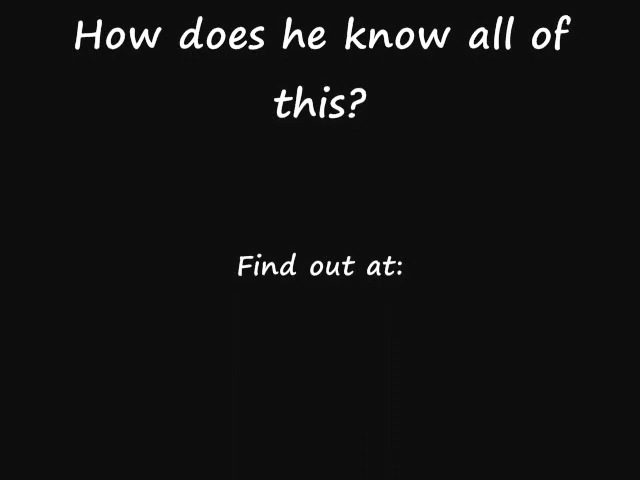 How does he know all of
this?
Find out at: